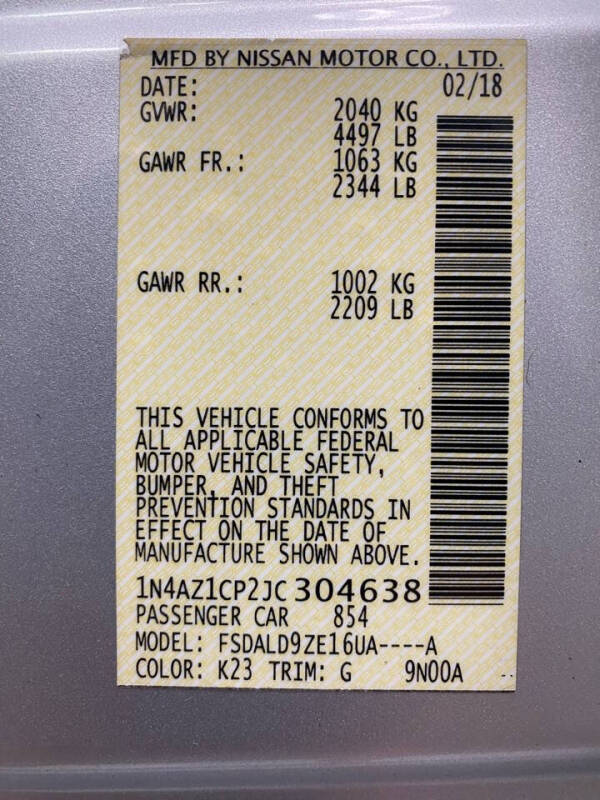 MFD BY NISSAN MOTOR CO., LTD.
DATE: 02/18
GVWR: 2040 KG
4497 LB
GAWR FR.: 1063 KG
2344 LB
GAWR RR.: 1002 KG
2209 LB
THIS VEHICLE CONFORMS TO
ALL APPLICABLE FEDERAL
MOTOR VEHICLE SAFETY,
BUMPER, AND THEFT
PREVENTION STANDARDS IN
EFFECT ON THE DATE OF
MANUFACTURE SHOWN ABOVE.
1N4AZ1CP2JC304638
PASSENGER CAR 854
MODEL: FSDALD9ZE16UA----A
COLOR: K23 TRIM: G 9N00A